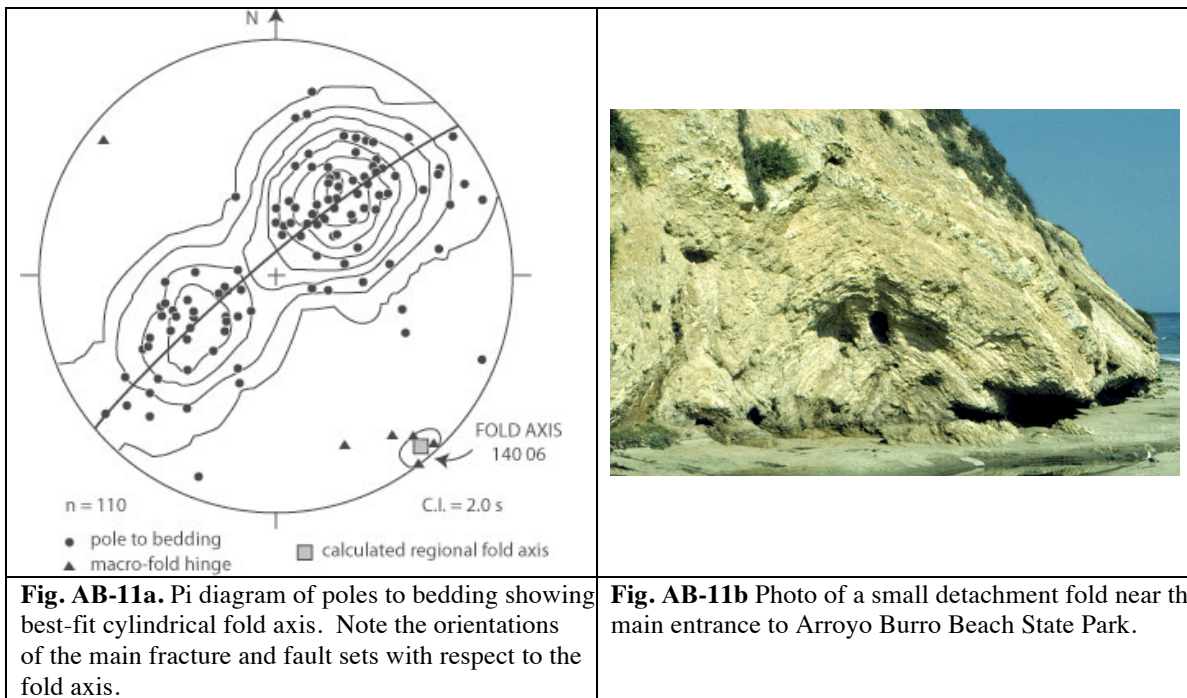 N
FOLD AXIS
140 06
n = 110
C.I. = 2.0 s
pole to bedding
macro-fold hinge
calculated regional fold axis
Fig. AB-11a. Pi diagram of poles to bedding showing
best-fit cylindrical fold axis. Note the orientations
of the main fracture and fault sets with respect to the
fold axis.
Fig. AB-11b Photo of a small detachment fold near th
main entrance to Arroyo Burro Beach State Park.